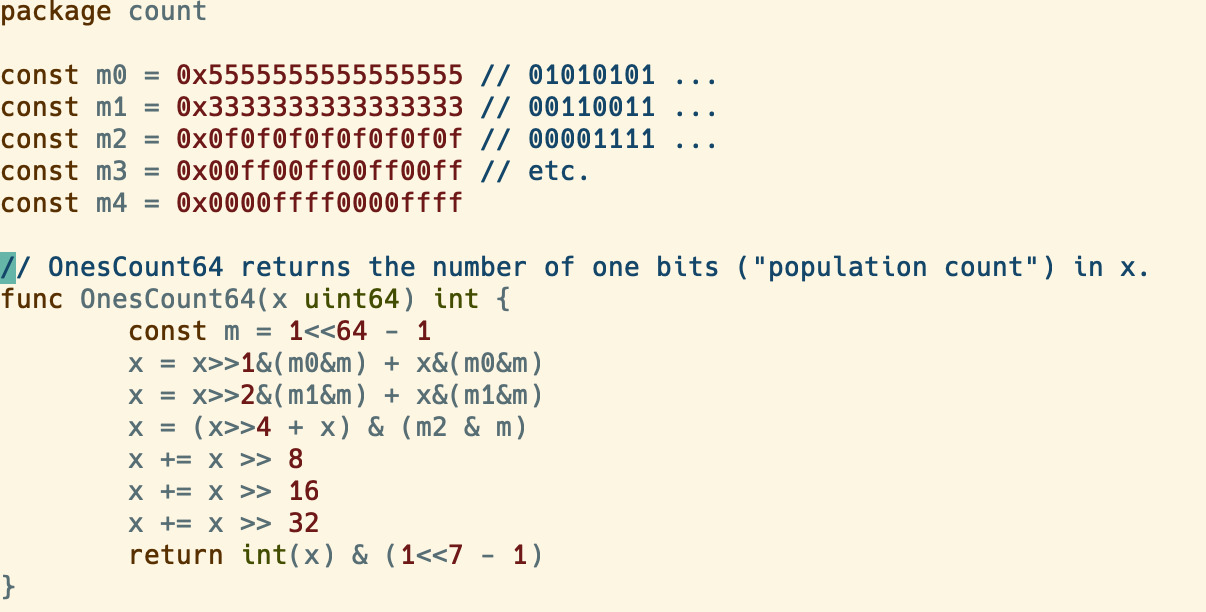 package count

const m0 = 0x5555555555555555 // 01010101 ...
const m1 = 0x3333333333333333 // 00110011 ...
const m2 = 0x0f0f0f0f0f0f0f0f // 00001111 ...
const m3 = 0x00ff00ff00ff00ff // etc.
const m4 = 0x0000ffff0000ffff

// OnesCount64 returns the number of one bits ("population count") in x.
func OnesCount64(x uint64) int {
        const m = 1<<64 - 1
        x = x>>1&(m0&m) + x&(m0&m)
        x = x>>2&(m1&m) + x&(m1&m)
        x = (x>>4 + x) & (m2 & m)
        x += x >> 8
        x += x >> 16
        x += x >> 32
        return int(x) & (1<<7 - 1)
}